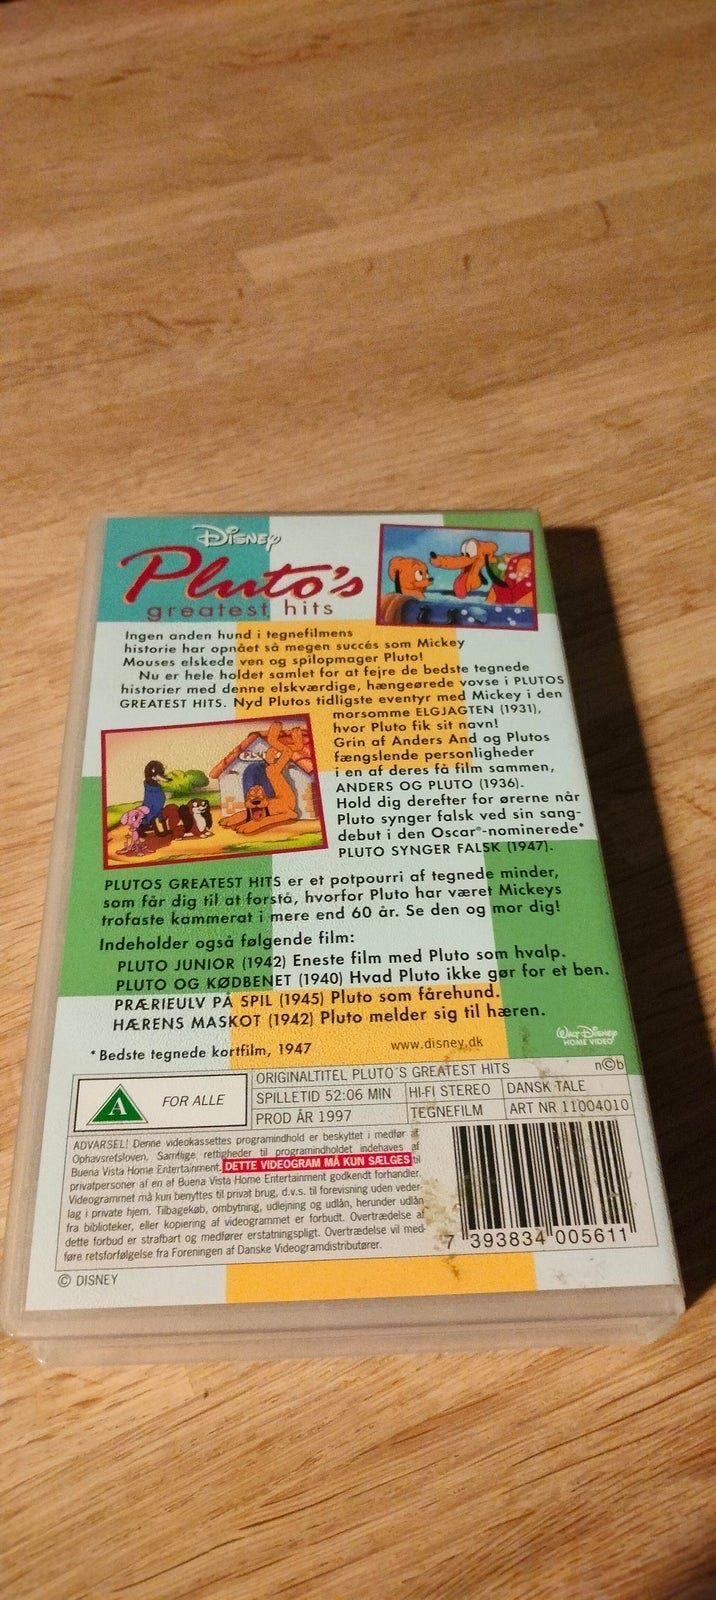 Disney
Pluto's
greatest hits
Ingen anden hund i tegnefilmens
historie har opnået så megen succés som Mickey
Mouses elskede ven og spilopmager Pluto!
Nu er hele holdet samlet for at fejre de bedste tegnede
historier med denne elskværdige, hængeørede vovse i PLUTOS
GREATEST HITS. Nyd Plutos tidligste eventyr med Mickey i den
morsomme ELGJAGTEN (1931),
hvor Pluto fik sit navn!
Grin af Anders And og Plutos
fængslende personligheder
i en af deres få film sammen,
ANDERS OG PLUTO (1936).
Hold dig derefter for ørerne når
Pluto synger falsk ved sin sang-
debut i den Oscar®-nominerede*
PLUTO SYNGER FALSK (1947).
PLUTOS GREATEST HITS er et potpourri af tegnede minder,
som får dig til at forstå, hvorfor Pluto har været Mickeys
trofaste kammerat i mere end 60 år. Se den og mor dig!
Indeholder også følgende film:
PLUTO JUNIOR (1942) Eneste film med Pluto som hvalp.
PLUTO OG KØDBENET (1940) Hvad Pluto ikke gør for et ben.
PRÆRIEULV PÅ SPIL (1945) Pluto som fårehund.
HÆRENS MASKOT (1942) Pluto melder sig til hæren.
* Bedste tegnede kortfilm, 1947
www.disney.dk
WALT DISNEY
HOME VIDEO
A FOR ALLE
ORIGINALTITEL PLUTO´S GREATEST HITS
n©b
SPILLETID 52:06 MIN HI-FI STEREO DANSK TALE
PROD ÅR 1997 TEGNEFILM ART NR 11004010
ADVARSEL! Denne videokassettes programindhold er beskyttet i medfør af
Ophavsretsloven. Samtlige rettigheder til programindholdet indehaves af
Buena Vista Home Entertainment. DETTE VIDEOGRAM MÅ KUN SÆLGES til
privatpersoner af en af Buena Vista Home Entertainment godkendt forhandler.
Videogrammet må kun benyttes til privat brug, d.v.s. til forevisning uden veder-
lag i private hjem. Tilbagekøb, ombytning, udlejning og udlån, herunder udlån
fra biblioteker, eller kopiering af videogrammet er forbudt. Overtrædelse af
dette forbud er strafbart og medfører erstatningspligt. Overtrædelse vil med-
føre retsforfølgelse fra Foreningen af Danske Videogramdistributører.
7 393834 005611
© DISNEY